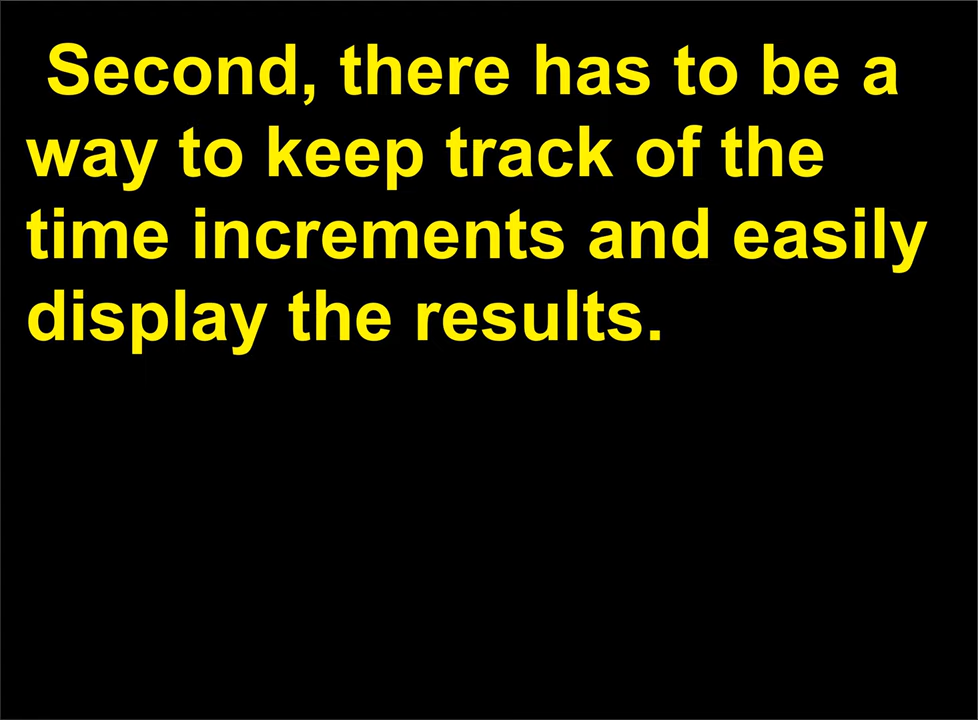 Second, there has to be a
way to keep track of the
time increments and easily
display the results.